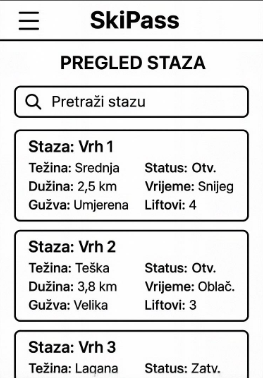 SkiPass
PREGLED STAZA
Pretraži stazu
Staza: Vrh 1
Težina: Srednja Status: Otv.
Dužina: 2,5 km Vrijeme: Snijeg
Gužva: Umjerena Liftovi: 4
Staza: Vrh 2
Težina: Teška Status: Otv.
Dužina: 3,8 km Vrijeme: Oblač.
Gužva: Velika Liftovi: 3
Staza: Vrh 3
Težina: Lagana Status: Zatv.